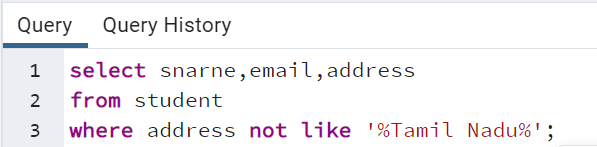 Query Query History
1 select snarne,email,address
2 from student
3 where address not like '%Tamil Nadu%';